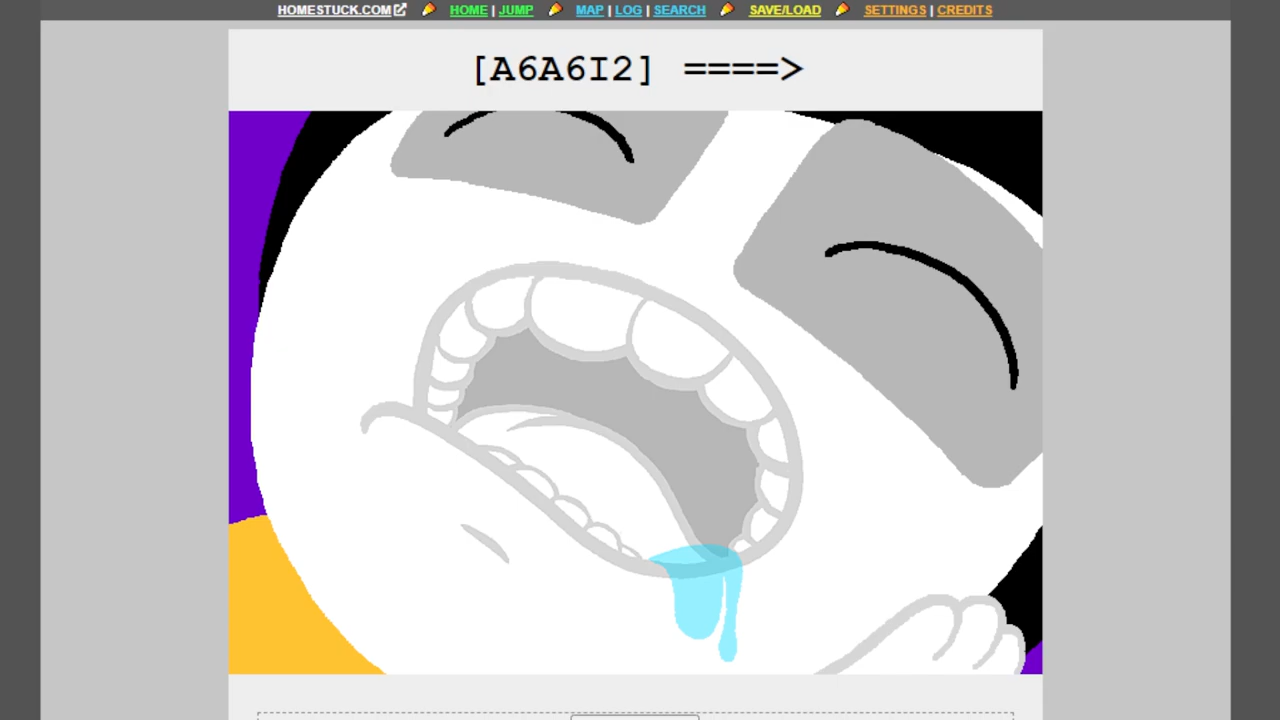 HOMESTUCK.COM HOME | JUMP MAP | LOG | SEARCH SAVE/LOAD SETTINGS | CREDITS
[A6A6I2] ====>